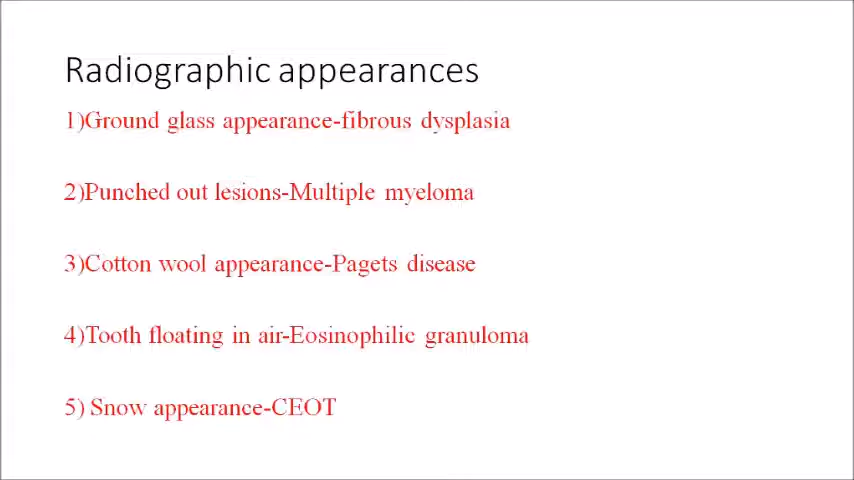 Radiographic appearances
1)Ground glass appearance-fibrous dysplasia
2)Punched out lesions-Multiple myeloma
3)Cotton wool appearance-Pagets disease
4)Tooth floating in air-Eosinophilic granuloma
5) Snow appearance-CEOT